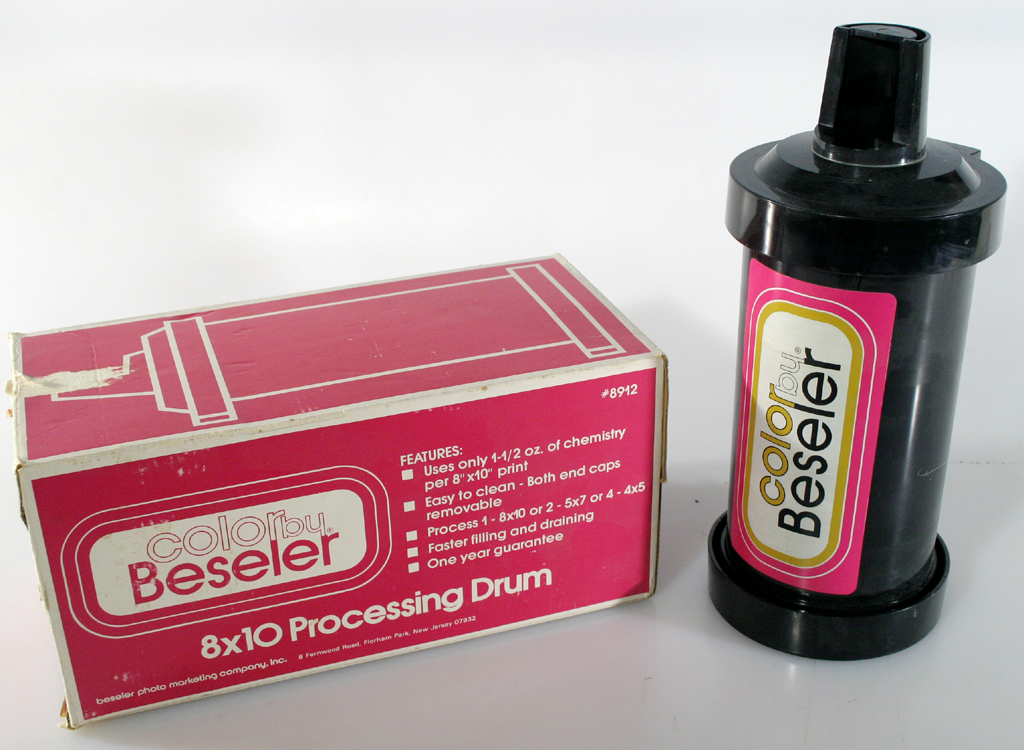 #8912
FEATURES:
Uses only 1-1/2 oz. of chemistry
per 8"x10" print
Easy to clean - Both end caps
removable
Process 1 - 8x10 or 2 - 5x7 or 4 - 4x5
Faster filling and draining
One year guarantee
color by
Beseler®
8x10 Processing Drum
beseler photo marketing company, inc. 8 Fernwood Road, Florham Park, New Jersey 07932
color by®
Beseler